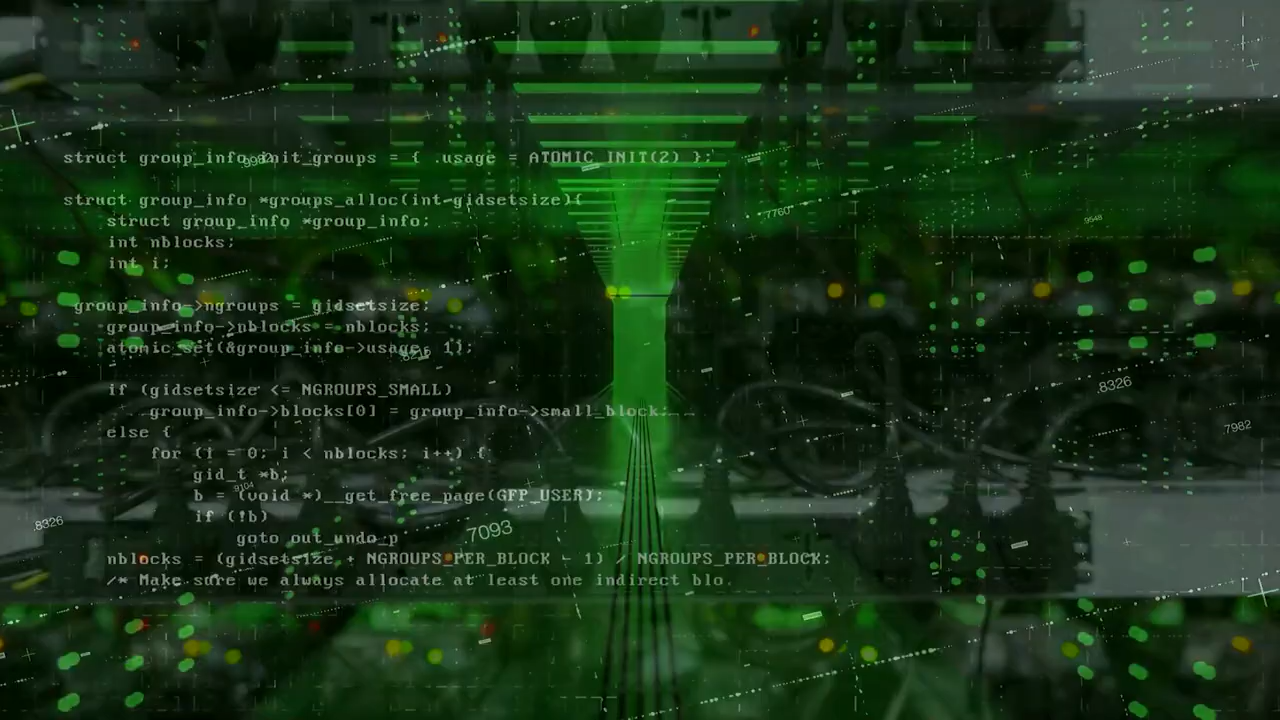 struct group_info init_groups = { .usage = ATOMIC_INIT(2) };
struct group_info *groups_alloc(int gidsetsize){
struct group_info *group_info;
int nblocks;
int i;
group_info->ngroups = gidsetsize;
group_info->nblocks = nblocks;
atomic_set(&group_info->usage, 1);
if (gidsetsize <= NGROUPS_SMALL)
group_info->blocks[0] = group_info->small_block;
else {
for (i = 0; i < nblocks; i++) {
gid_t *b;
b = (void *)__get_free_page(GFP_USER);
if (!b)
goto out_undo_p
nblocks = (gidsetsize + NGROUPS_PER_BLOCK - 1) / NGROUPS_PER_BLOCK;
/* Make sure we always allocate at least one indirect blo
7760
9548
.8326
.7982
9104
.8326
.7093